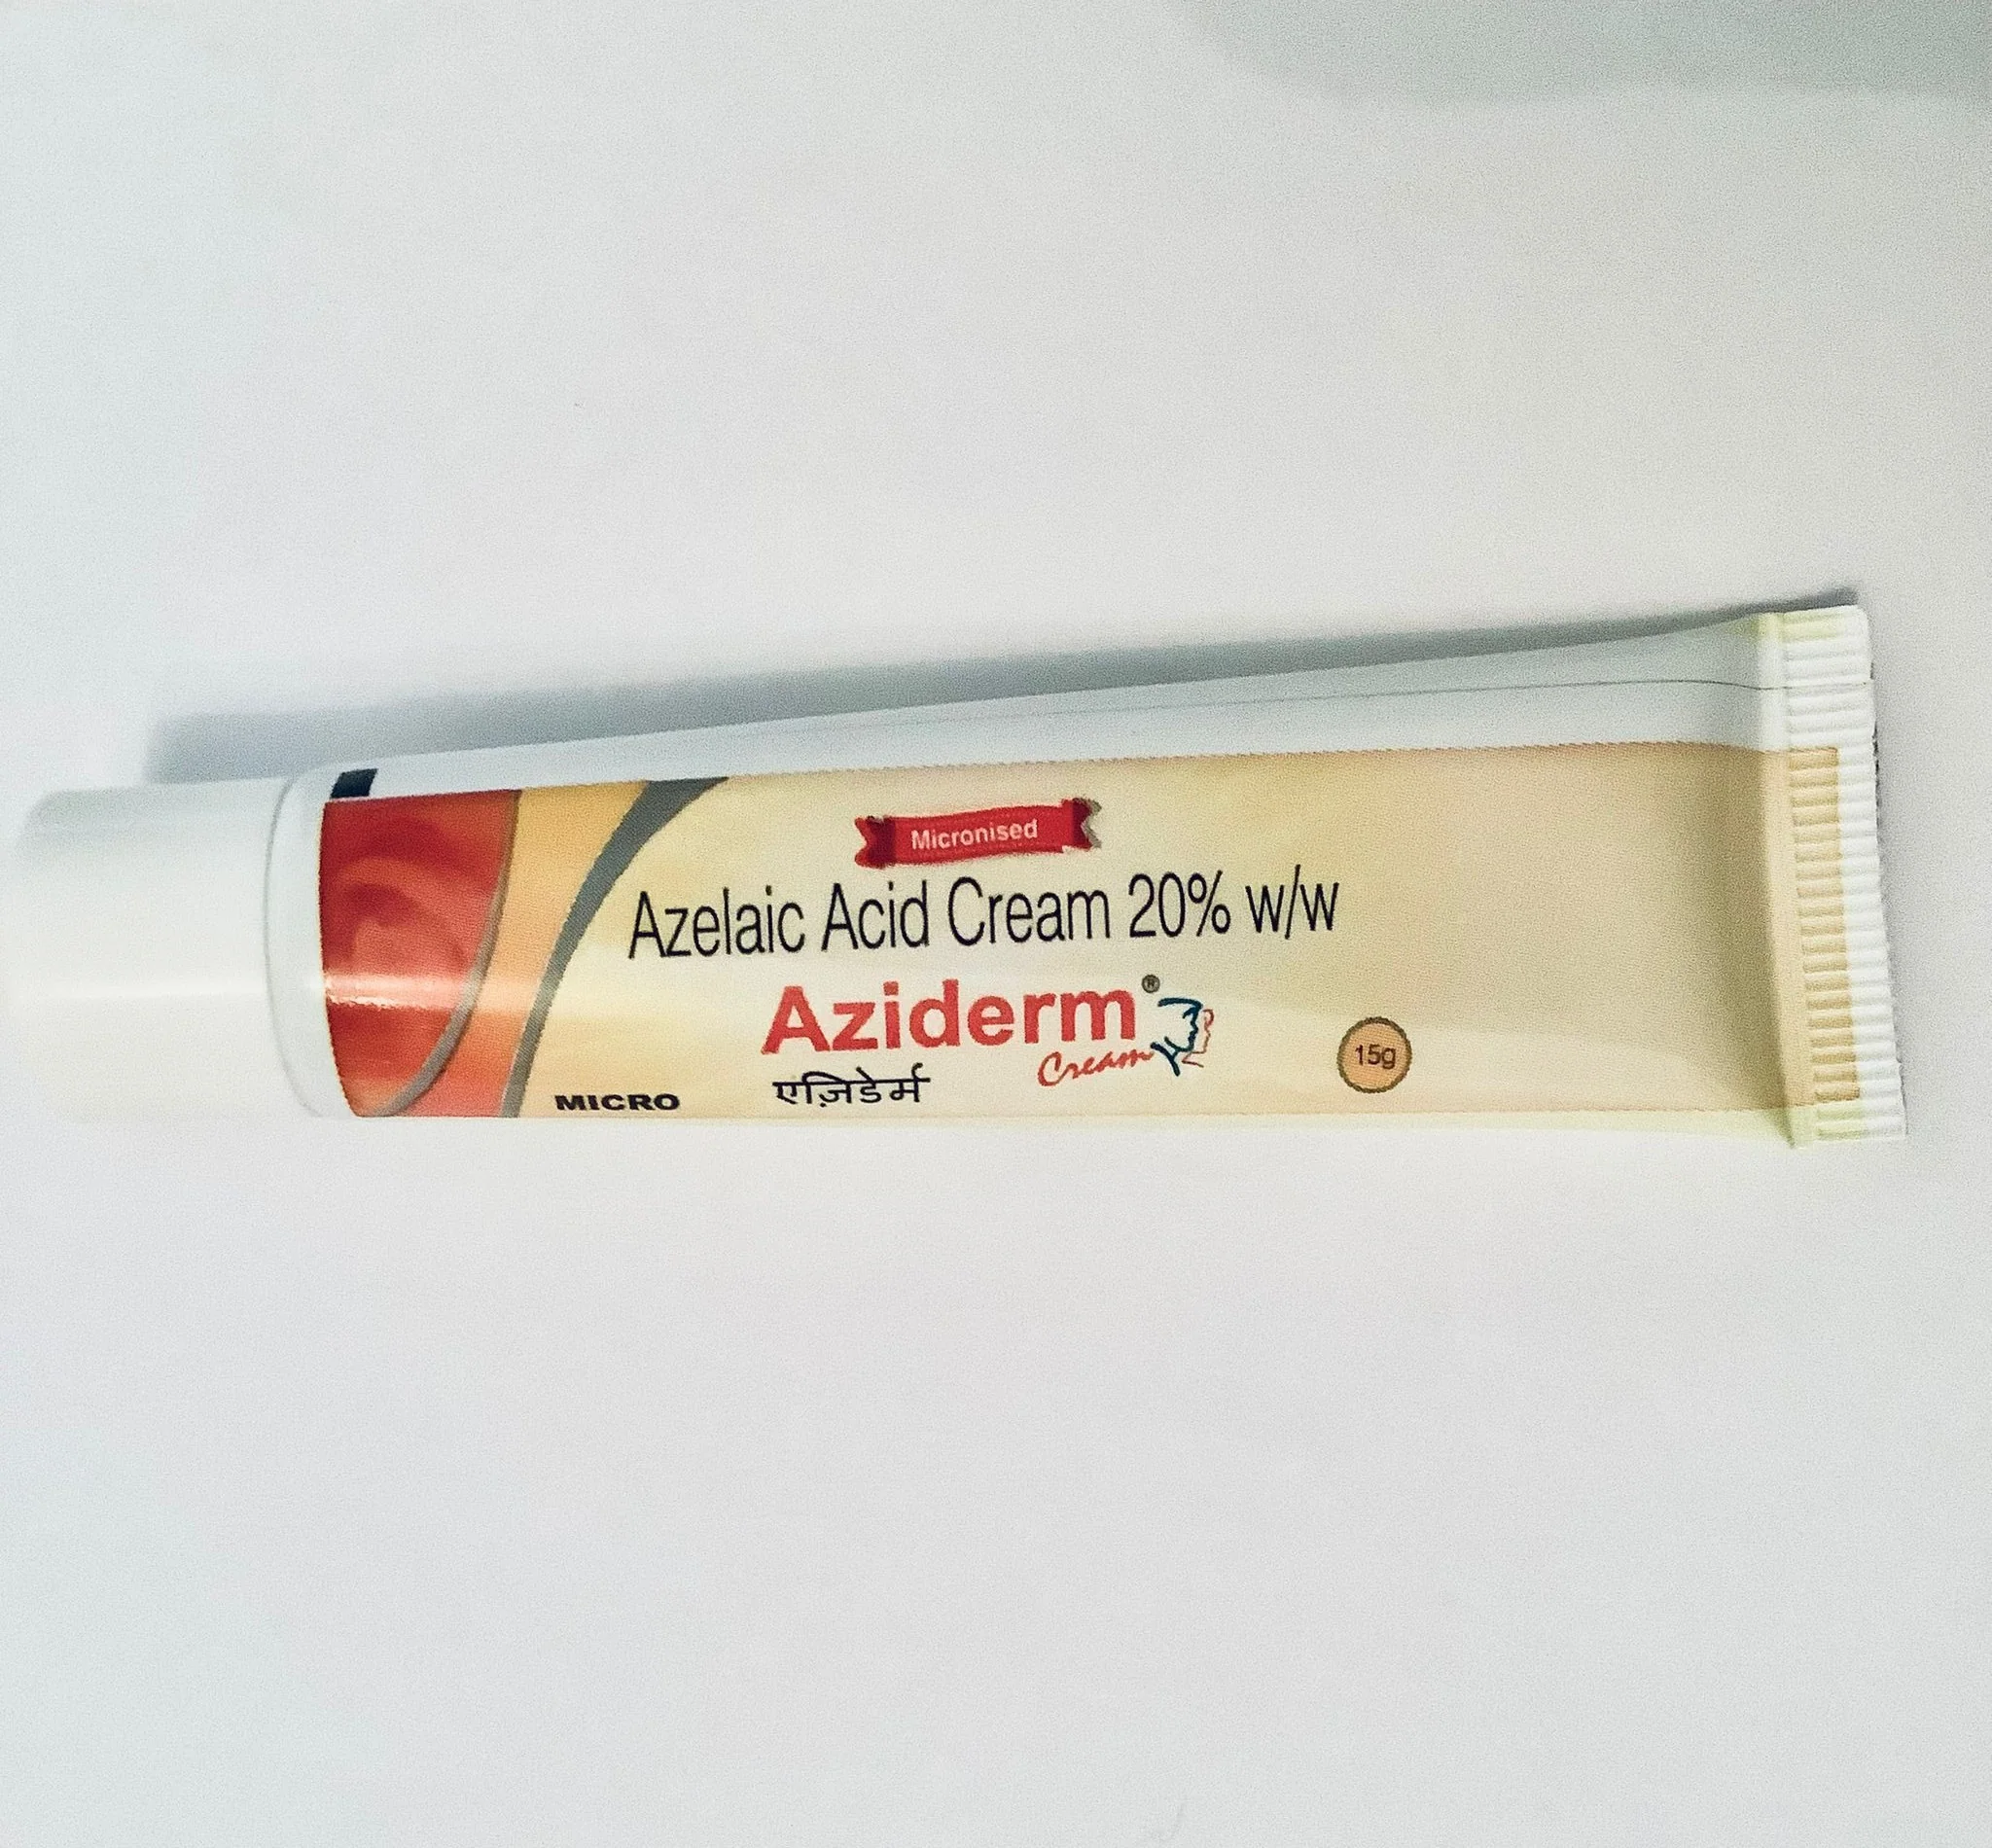 Micronised
Azelaic Acid Cream 20% w/w
Aziderm®
Cream
एज़िडेर्म
MICRO
15g